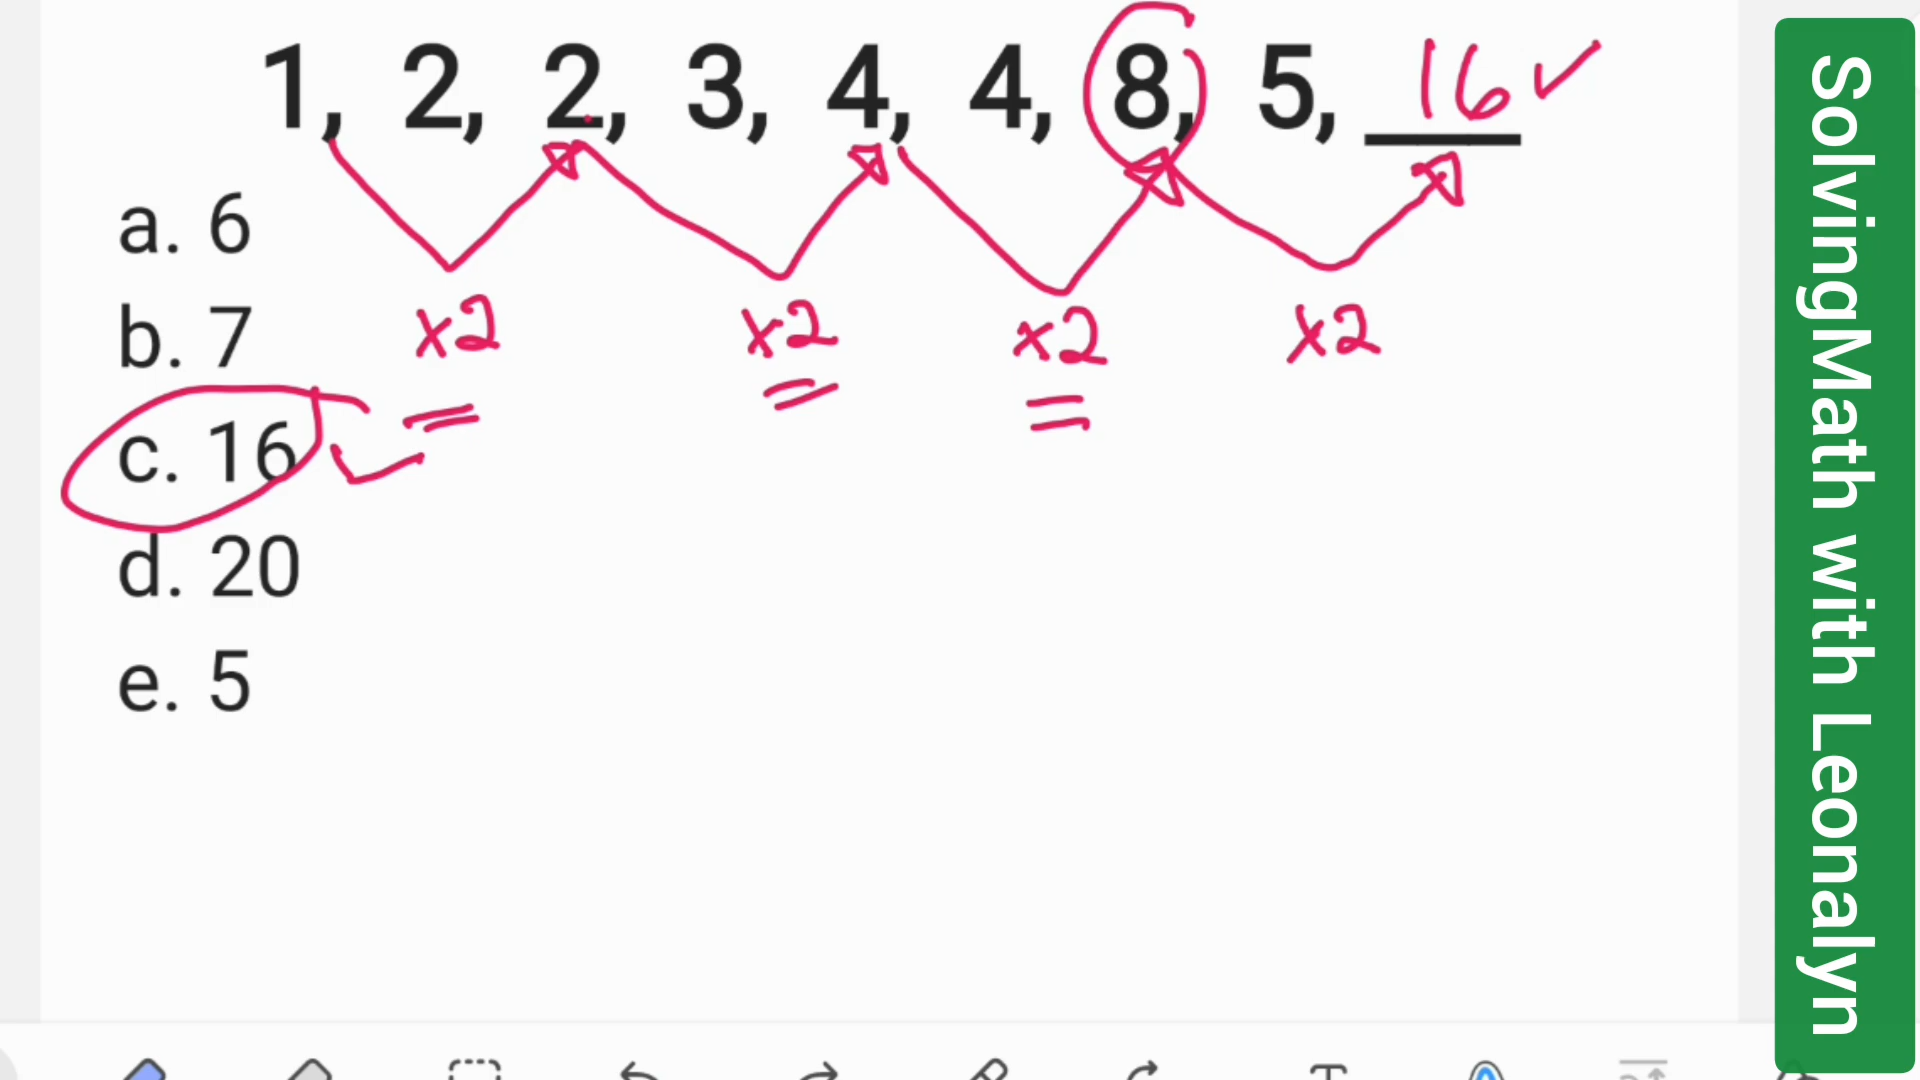 1, 2, 2, 3, 4, 4, 8, 5, 16
a. 6
b. 7
x2 x2 x2 x2
c. 16
d. 20
e. 5
SolvingMath with Leonalyn